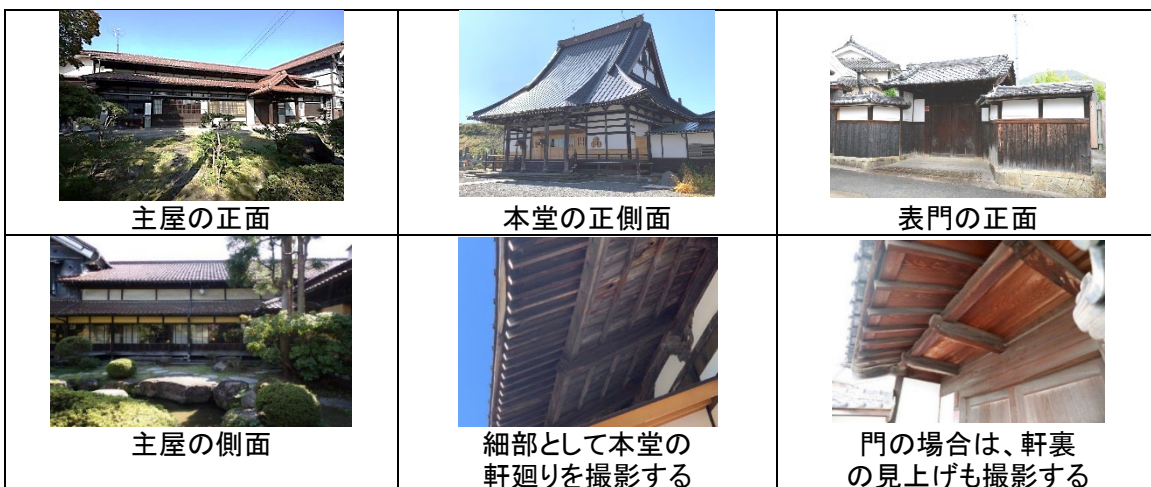 主屋の正面
本堂の正側面
表門の正面
主屋の側面
細部として本堂の
軒廻りを撮影する
門の場合は、軒裏
の見上げも撮影する